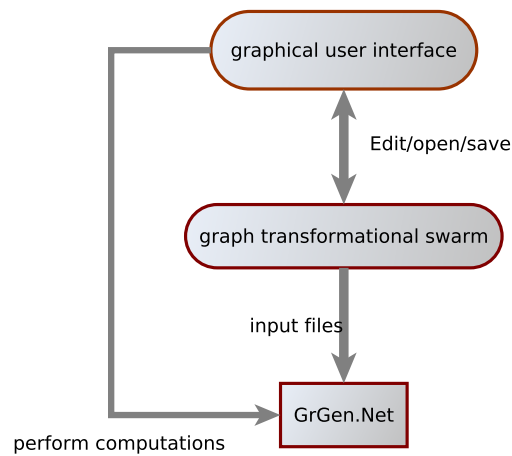 graphical user interface
Edit/open/save
graph transformational swarm
input files
GrGen.Net
perform computations